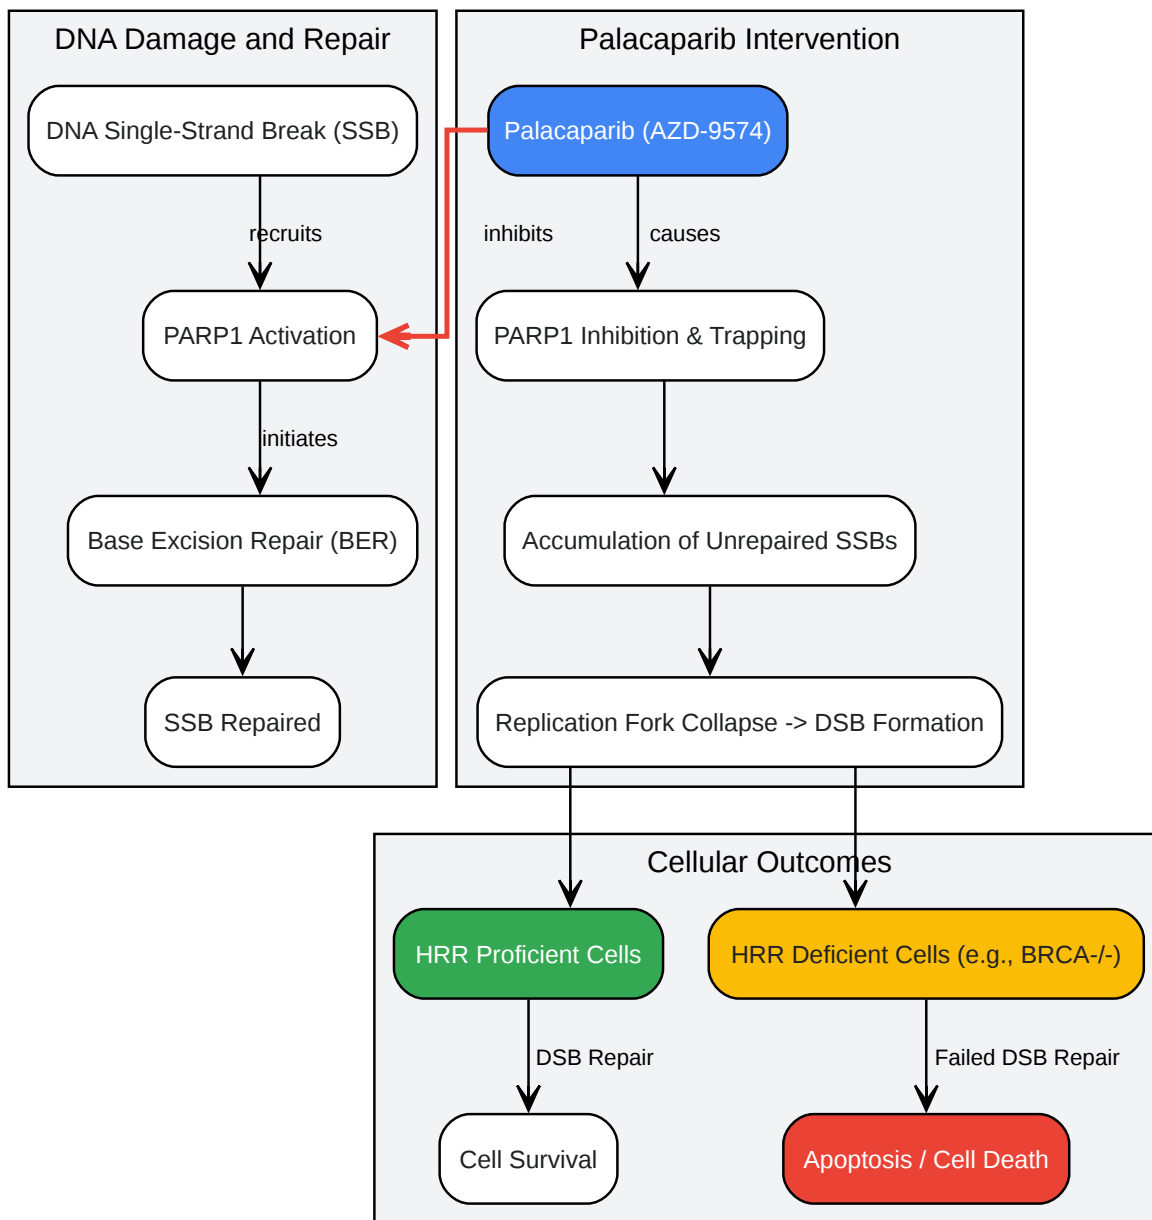 DNA Damage and Repair
DNA Single-Strand Break (SSB)
recruits
PARP1 Activation
initiates
Base Excision Repair (BER)
SSB Repaired
Palacaparib Intervention
Palacaparib (AZD-9574)
inhibits
causes
PARP1 Inhibition & Trapping
Accumulation of Unrepaired SSBs
Replication Fork Collapse -> DSB Formation
Cellular Outcomes
HRR Proficient Cells
HRR Deficient Cells (e.g., BRCA-/-)
DSB Repair
Failed DSB Repair
Cell Survival
Apoptosis / Cell Death